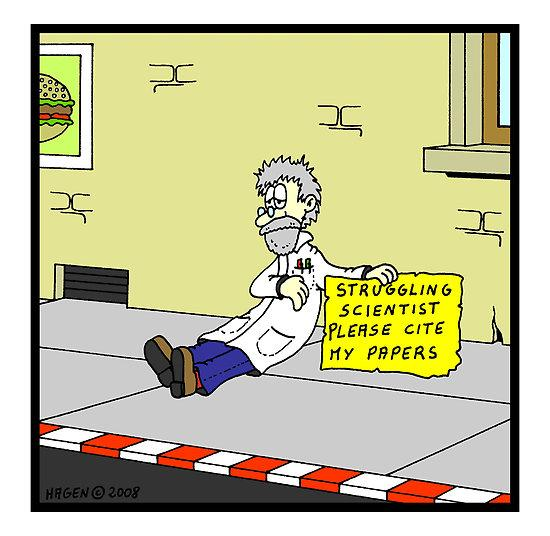 STRUGGLING
SCIENTIST
PLEASE CITE
MY PAPERS
HAGEN © 2008